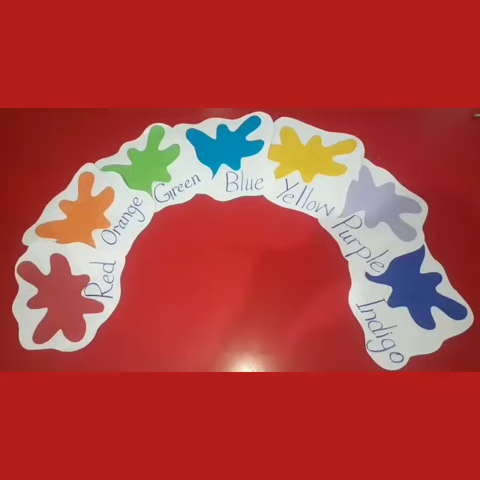 Red
Orange
Green
Blue
Yellow
Purple
Indigo